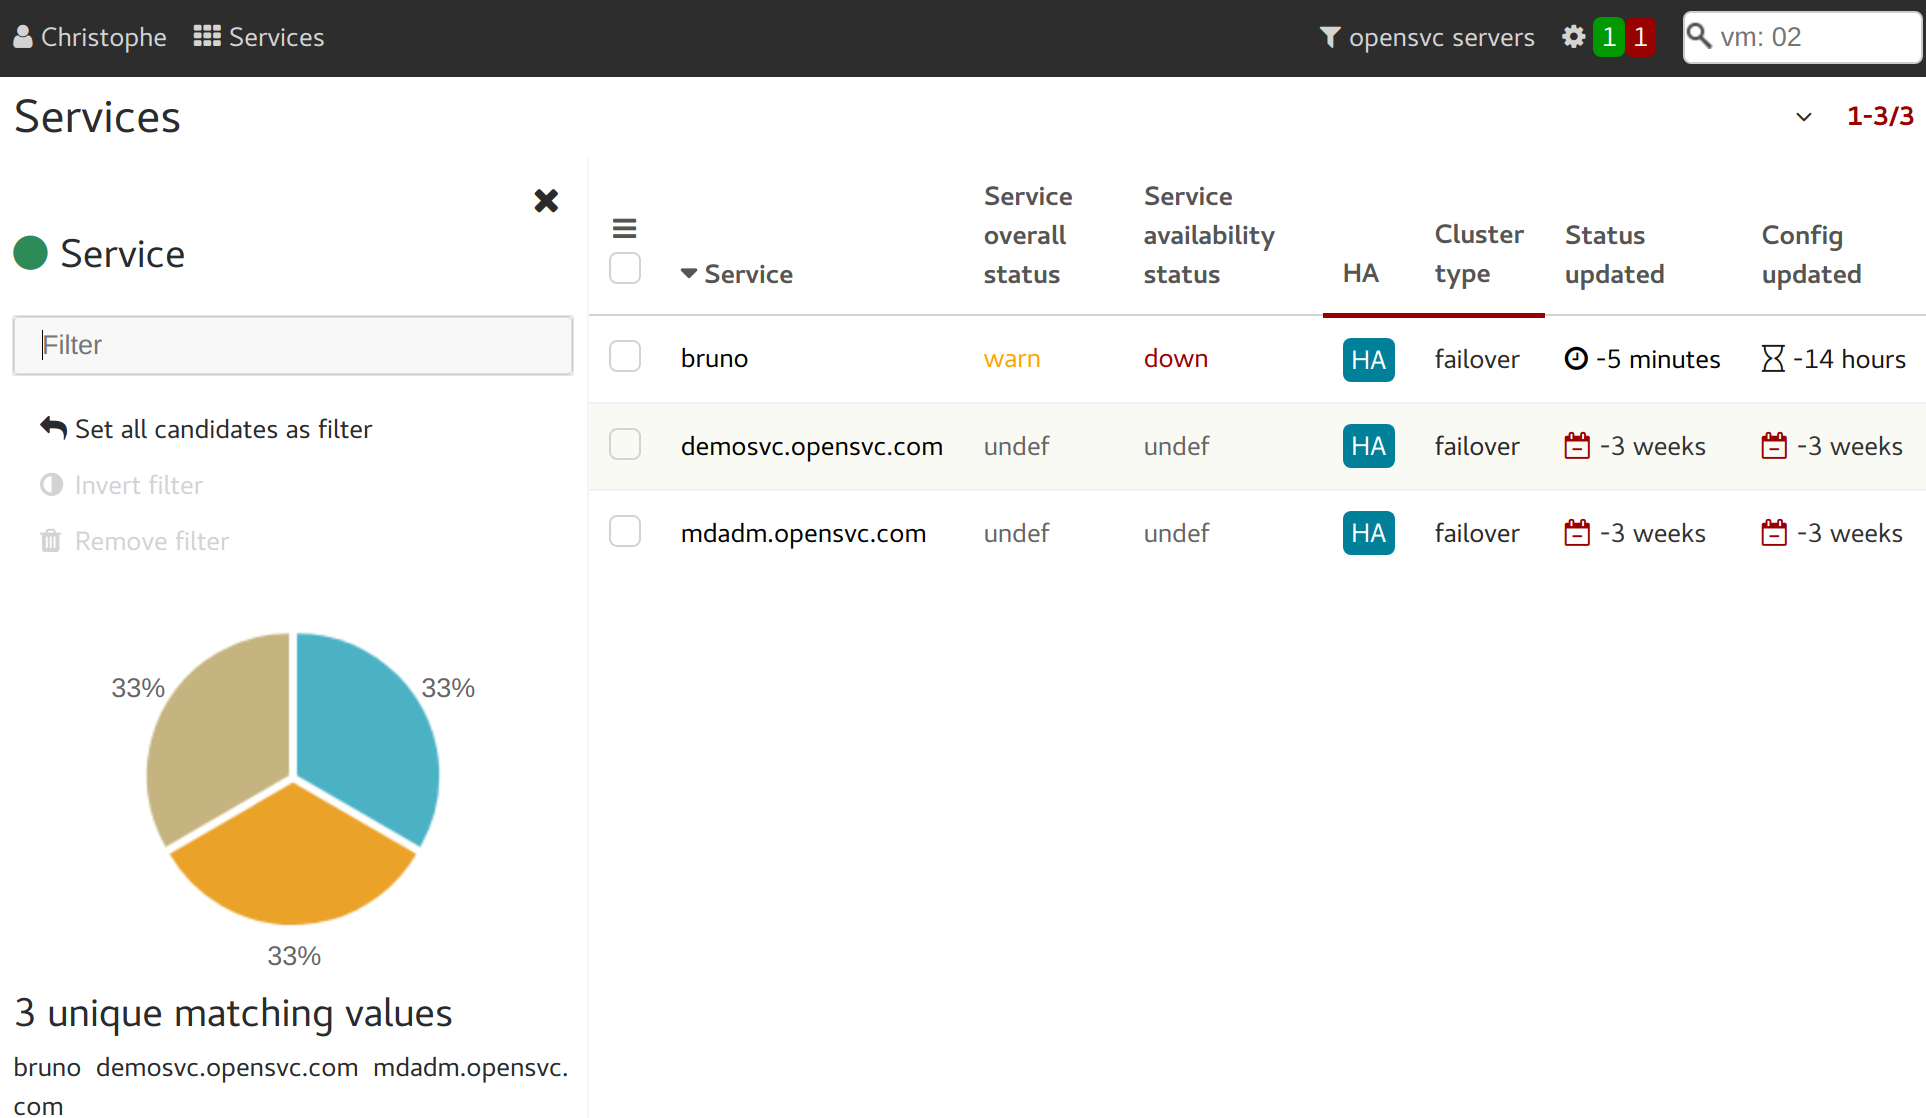 Christophe Services opensvc servers 1 1 vm: 02
Services 1-3/3
Service
Filter
Set all candidates as filter
Invert filter
Remove filter
33% 33%
33%
3 unique matching values
bruno demosvc.opensvc.com mdadm.opensvc.
com
Service Service overall status Service availability status HA Cluster type Status updated Config updated
bruno warn down HA failover -5 minutes -14 hours
demosvc.opensvc.com undef undef HA failover -3 weeks -3 weeks
mdadm.opensvc.com undef undef HA failover -3 weeks -3 weeks